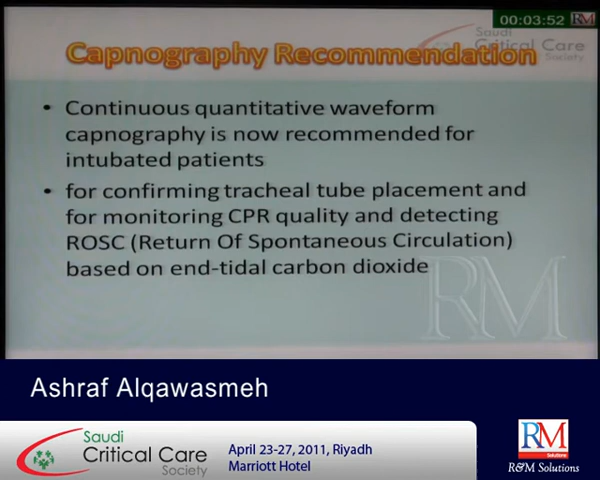 00:03:52 RM
Saudi
Critical Care
Society
Capnography Recommendation
• Continuous quantitative waveform
capnography is now recommended for
intubated patients
• for confirming tracheal tube placement and
for monitoring CPR quality and detecting
ROSC (Return Of Spontaneous Circulation)
based on end-tidal carbon dioxide
RM
Ashraf Alqawasmeh
Saudi
Critical Care
Society
April 23-27, 2011, Riyadh
Marriott Hotel
RM
Solutions
R&M Solutions